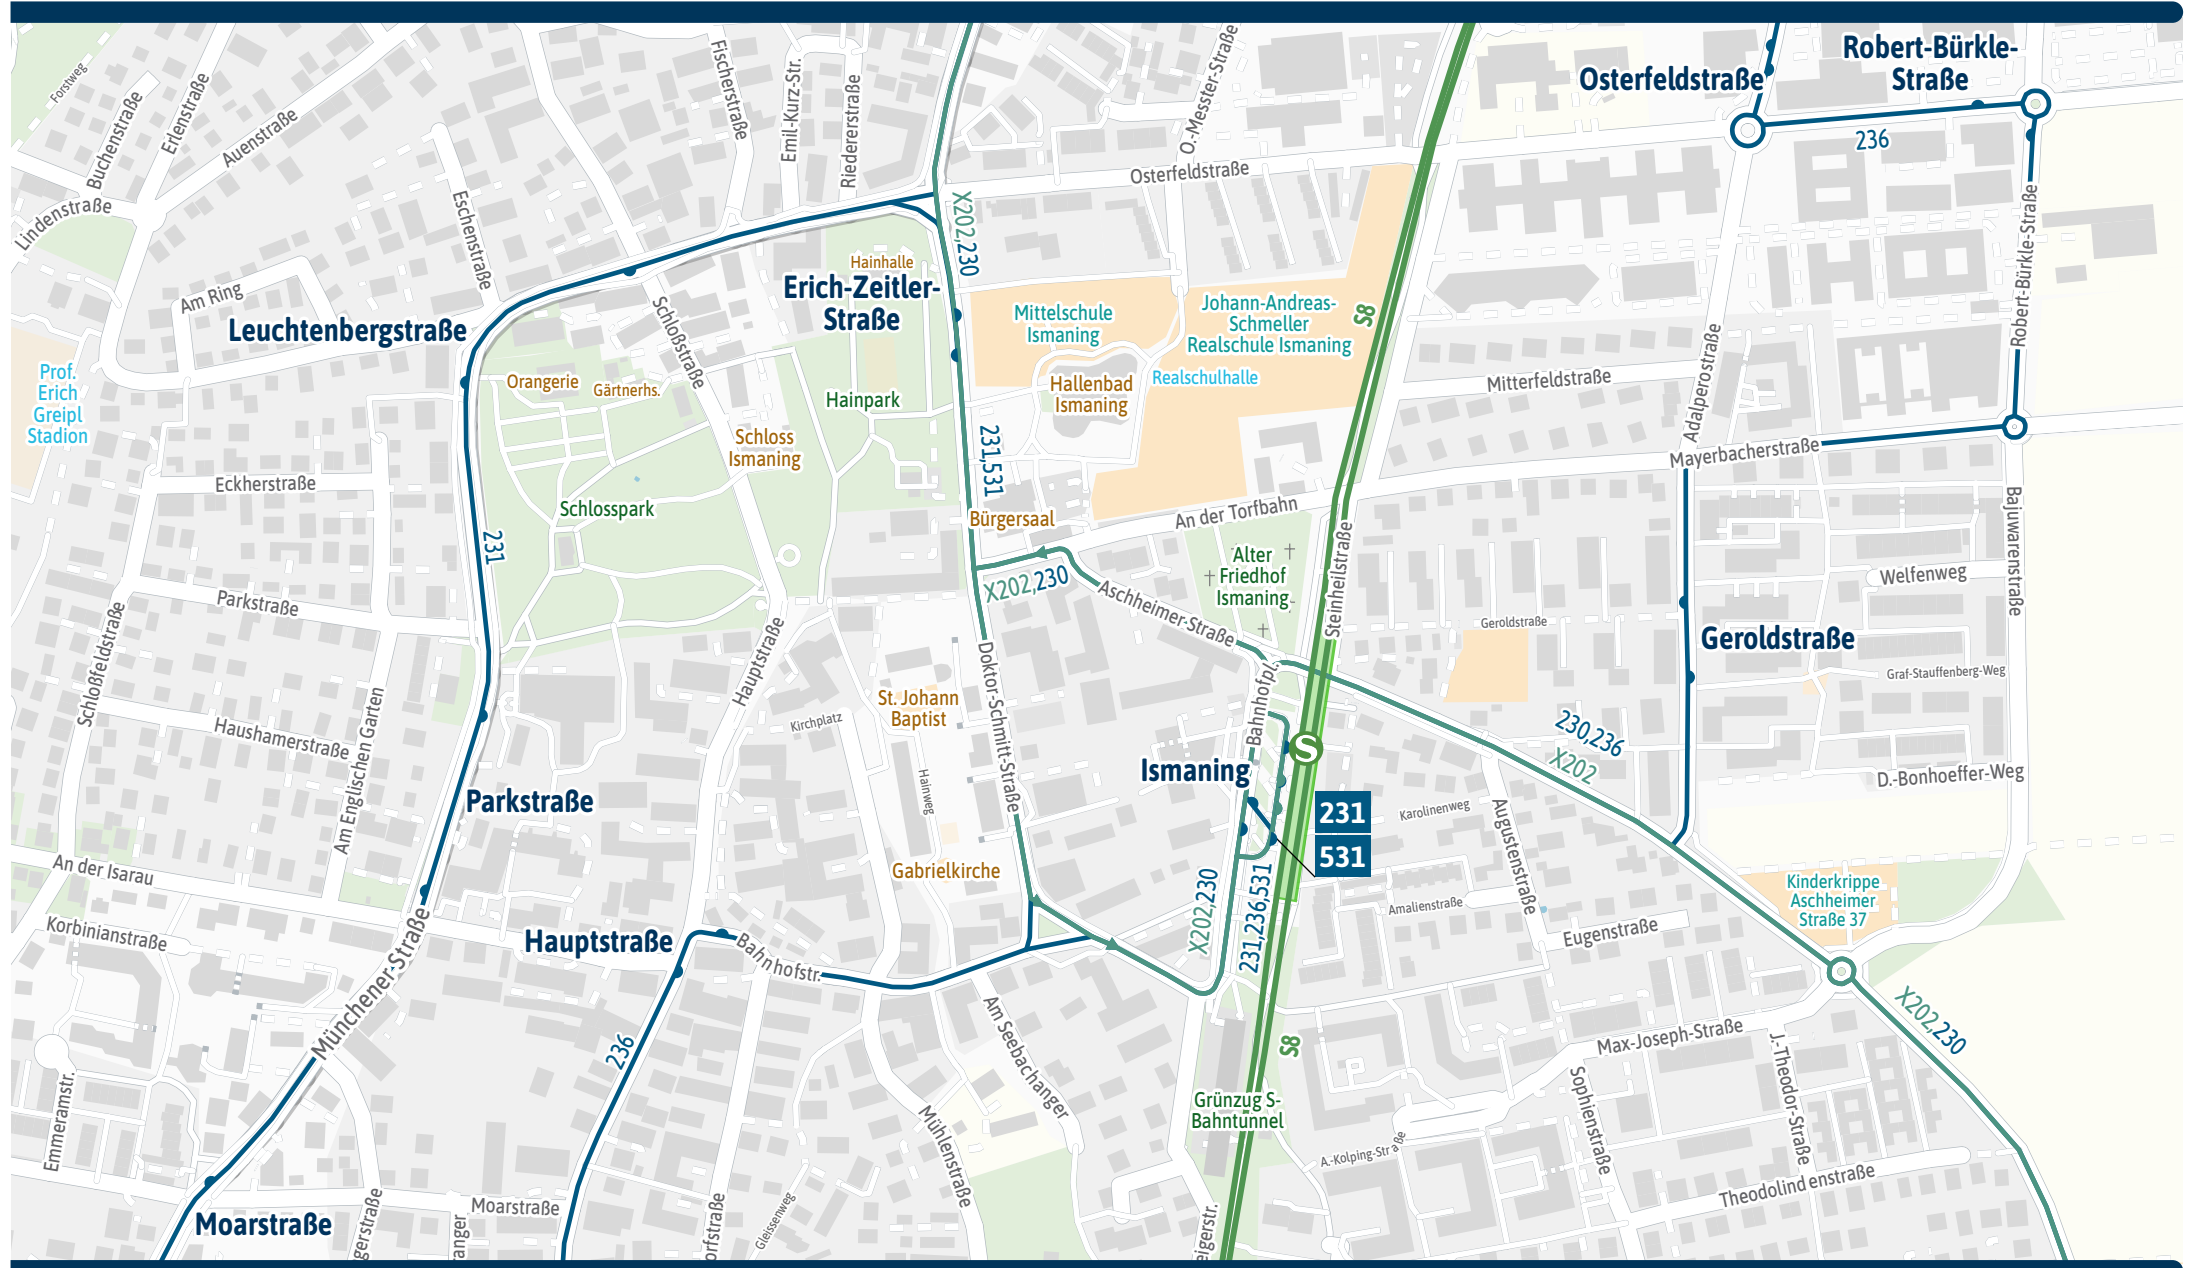 Robert-Bürkle-
Straße
Osterfeldstraße
Forstweg
Buchenstraße
Erlenstraße
Auenstraße
Fischerstraße
Emil-Kurz-Str.
Riedererstraße
O.-Messter-Straße
236
Osterfeldstraße
Lindenstraße
Eschenstraße
X202,230
Robert-Bürkle-Straße
Am Ring
Hainhalle
Erich-Zeitler-
Straße
Leuchtenbergstraße
Schloßstraße
Mittelschule
Ismaning
Johann-Andreas-
Schmeller
Realschule Ismaning
S8
Adalperostraße
Prof.
Erich
Greipl
Stadion
Orangerie
Gärtnerhs.
Hainpark
Hallenbad
Ismaning
Realschulhalle
Mitterfeldstraße
Schloss
Ismaning
Mayerbacherstraße
231,531
Eckherstraße
Schlosspark
Bürgersaal
An der Torfbahn
Bajuwarenstraße
231
Steinheilstraße
X202,230
Alter
Friedhof
Ismaning
Aschheimer-Straße
Welfenweg
Parkstraße
Geroldstraße
Geroldstraße
Schloßfeldstraße
Hauptstraße
Doktor-Schmitt-Straße
Graf-Stauffenberg-Weg
St. Johann
Baptist
Kirchplatz
Bahnhofpl.
Haushamerstraße
Am Englischen Garten
230,236
X202
S
Ismaning
D.-Bonhoeffer-Weg
Parkstraße
Hainweg
231
531
Karolinenweg
Augustenstraße
An der Isarau
Gabrielkirche
Kinderkrippe
Aschheimer
Straße 37
X202,230
231,236,531
Amalienstraße
Korbinianstraße
Hauptstraße
Bahnhofstr.
Eugenstraße
Münchener-Straße
Am Seebachanger
X202,230
236
S8
Max-Joseph-Straße
J.-Theodor-Straße
Sophienstraße
Emmeramstr.
Grünzug S-
Bahntunnel
Mühlenstraße
A.-Kolping-Straße
Theodolindenstraße
Moarstraße
Moarstraße
gerstraße
anger
orfstraße
Gleissenweg
eigerstr.